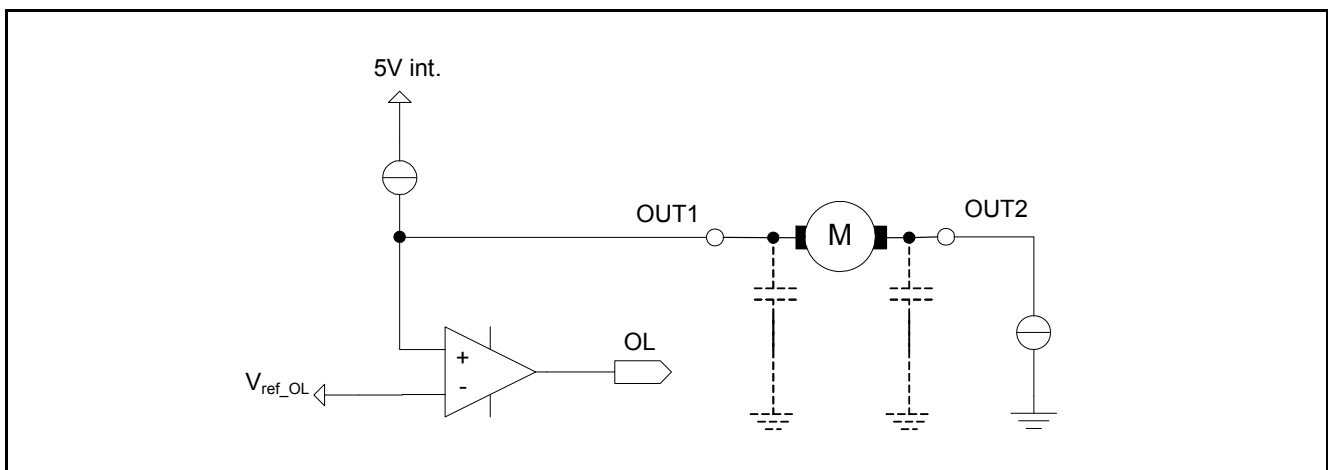 5V int.
OUT1
M
OUT2
+
OL
-
Vref_OL